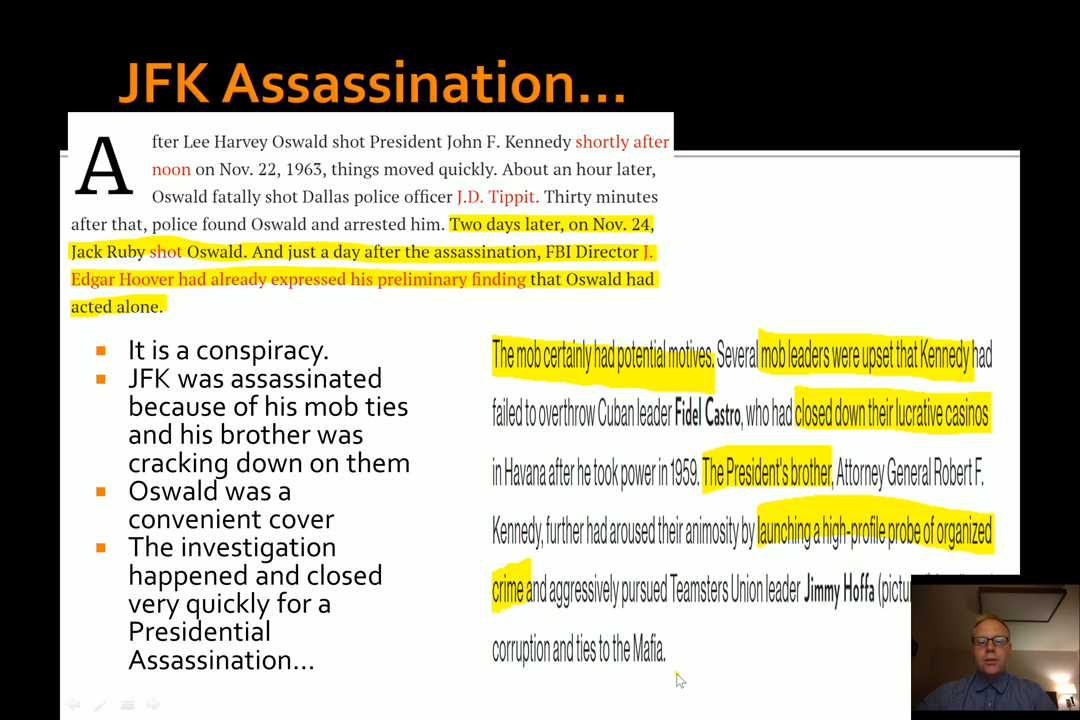 JFK Assassination...
After Lee Harvey Oswald shot President John F. Kennedy shortly after
noon on Nov. 22, 1963, things moved quickly. About an hour later,
Oswald fatally shot Dallas police officer J.D. Tippit. Thirty minutes
after that, police found Oswald and arrested him. Two days later, on Nov. 24,
Jack Ruby shot Oswald. And just a day after the assassination, FBI Director J.
Edgar Hoover had already expressed his preliminary finding that Oswald had
acted alone.
▪ It is a conspiracy.
▪ JFK was assassinated
because of his mob ties
and his brother was
cracking down on them
▪ Oswald was a
convenient cover
▪ The investigation
happened and closed
very quickly for a
Presidential
Assassination...
The mob certainly had potential motives. Several mob leaders were upset that Kennedy had
failed to overthrow Cuban leader Fidel Castro, who had closed down their lucrative casinos
in Havana after he took power in 1959. The President's brother, Attorney General Robert F.
Kennedy, further had aroused their animosity by launching a high-profile probe of organized
crime and aggressively pursued Teamsters Union leader Jimmy Hoffa
corruption and ties to the Mafia.